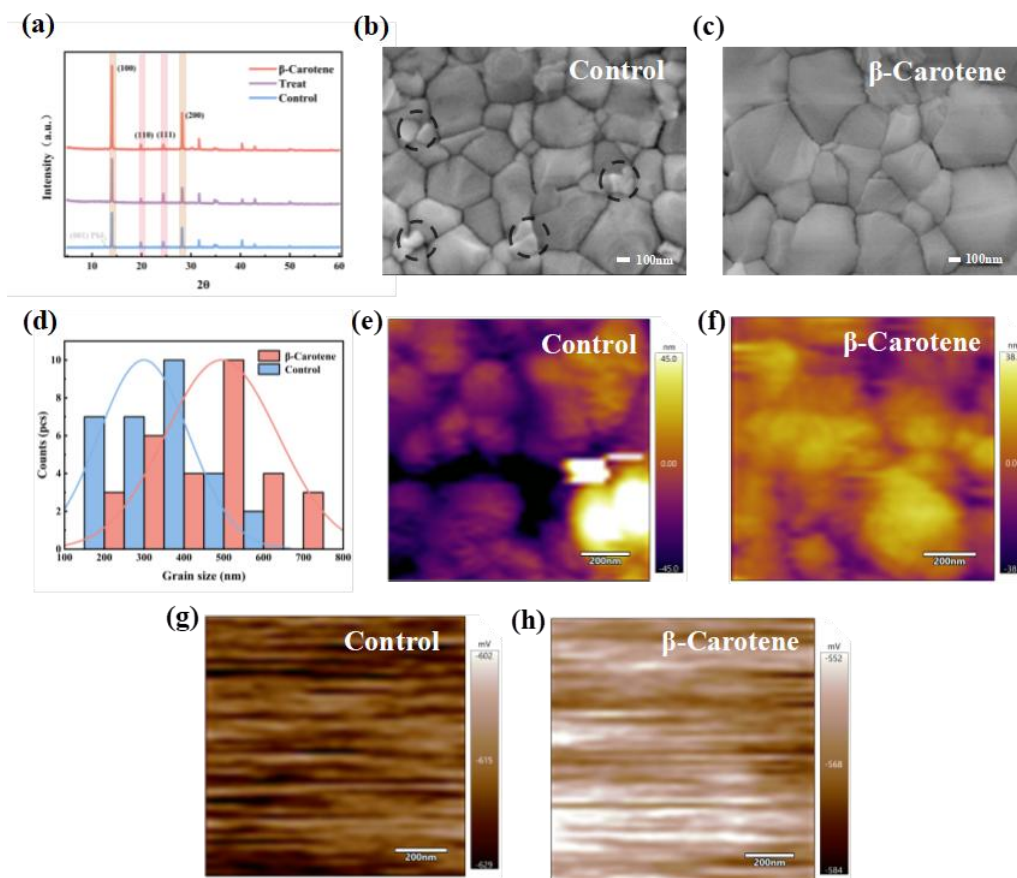 (a)
β-Carotene
Treat
Control
(100)
(110)
(111)
(200)
(001) PbI₂
Intensity (a.u.)
10 20 30 40 50 60
2θ
(b)
Control
100nm
(c)
β-Carotene
100nm
(d)
β-Carotene
Control
Counts (pcs)
10
8
6
4
2
0
100 200 300 400 500 600 700 800
Grain size (nm)
(e)
Control
200nm
nm
45.0
0.00
-45.0
(f)
β-Carotene
200nm
38.
0.00
-38.
(g)
Control
200nm
mV
-602
-615
-629
(h)
β-Carotene
200nm
mV
-552
-568
-584